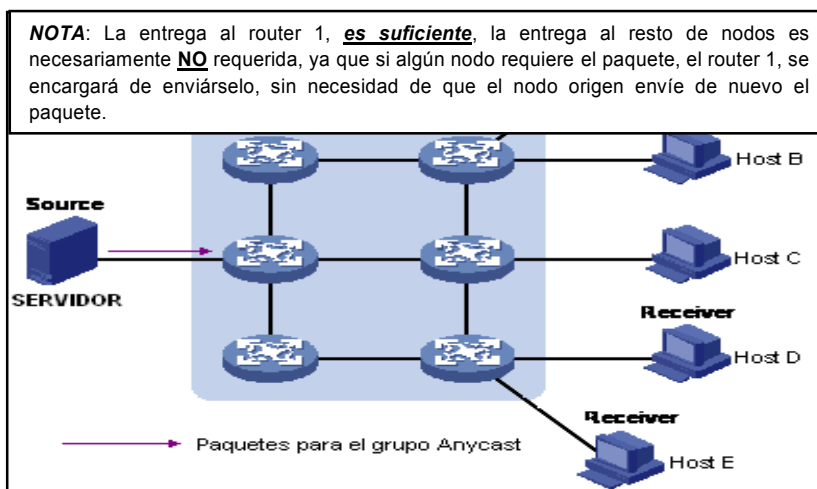 NOTA: La entrega al router 1, es suficiente, la entrega al resto de nodos es
necesariamente NO requerida, ya que si algún nodo requiere el paquete, el router 1, se
encargará de enviárselo, sin necesidad de que el nodo origen envíe de nuevo el
paquete.
Host B
Source
SERVIDOR
Host C
Receiver
Host D
Receiver
Host E
Paquetes para el grupo Anycast